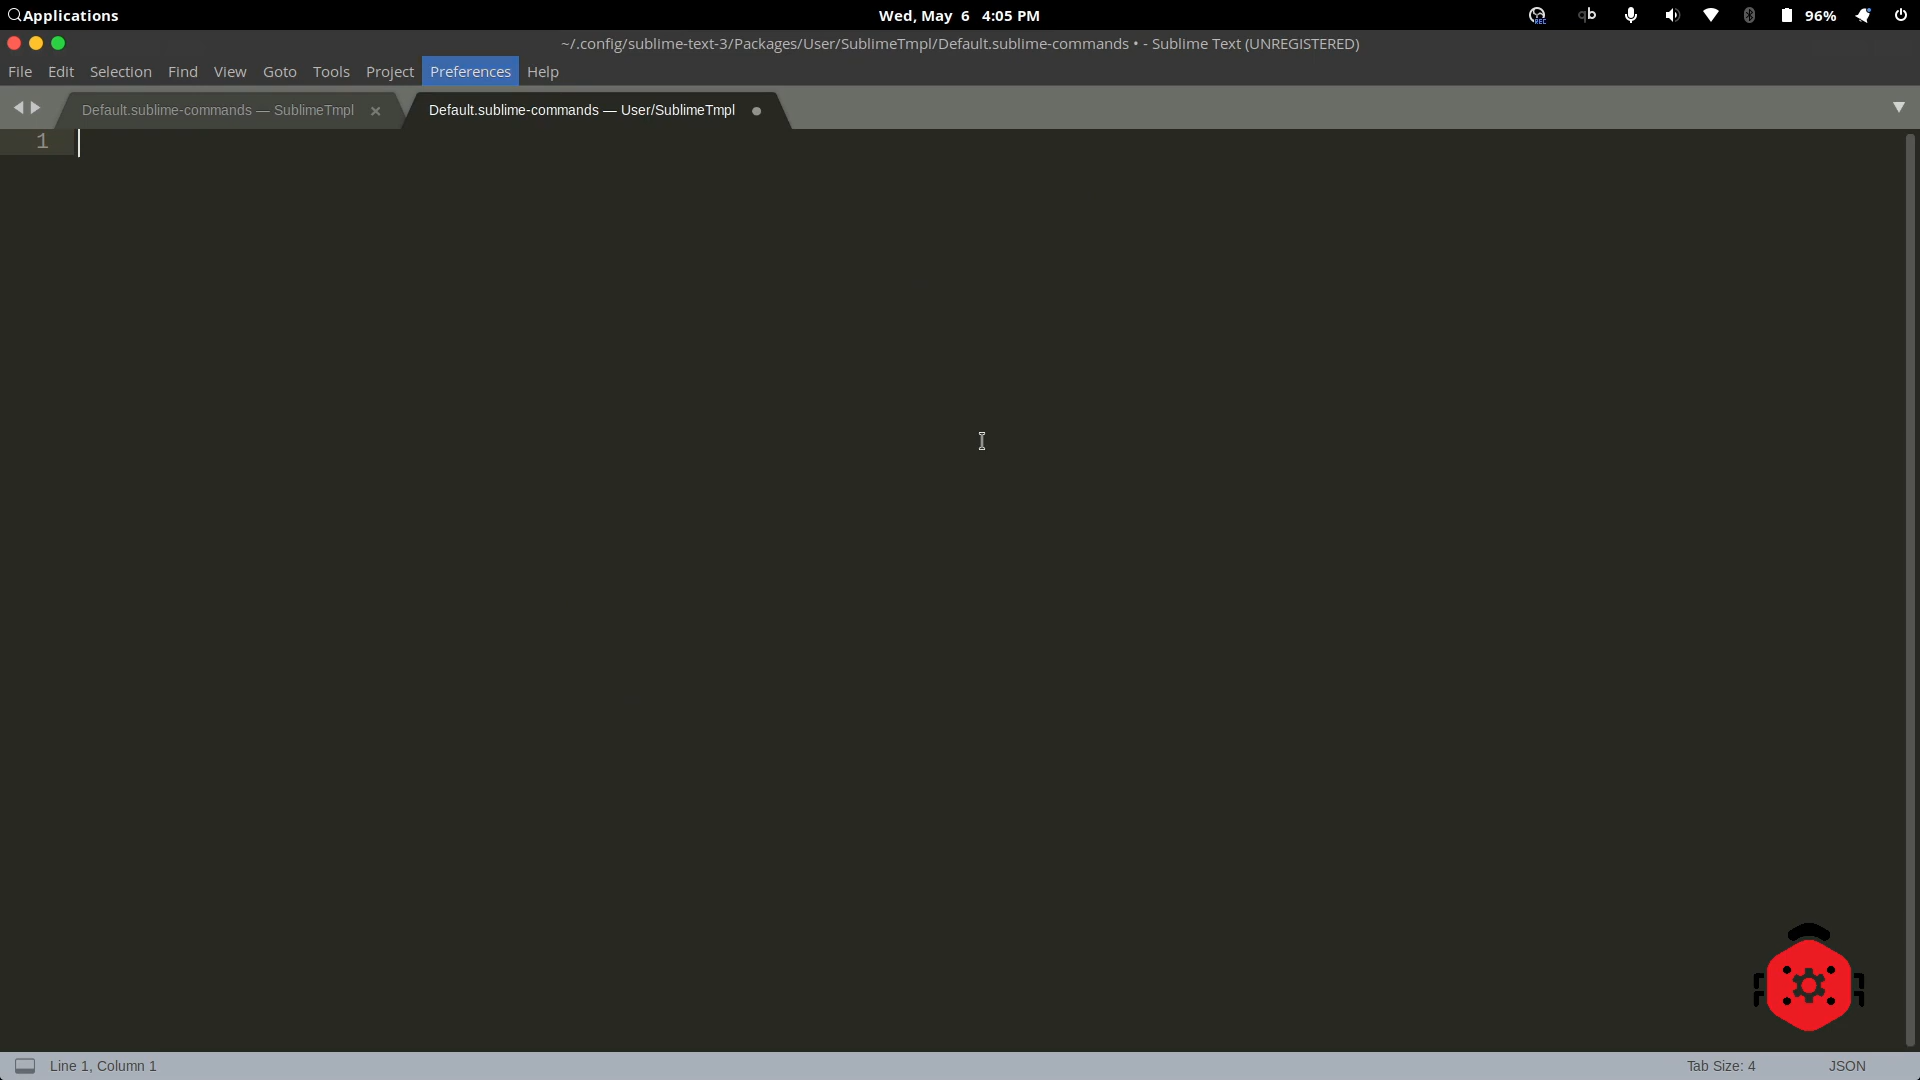 Applications
Wed, May 6 4:05 PM
REC
qb
96%
~/.config/sublime-text-3/Packages/User/SublimeTmpl/Default.sublime-commands • - Sublime Text (UNREGISTERED)
File Edit Selection Find View Goto Tools Project Preferences Help
Default.sublime-commands — SublimeTmpl
Default.sublime-commands — User/SublimeTmpl
1
Line 1, Column 1
Tab Size: 4
JSON